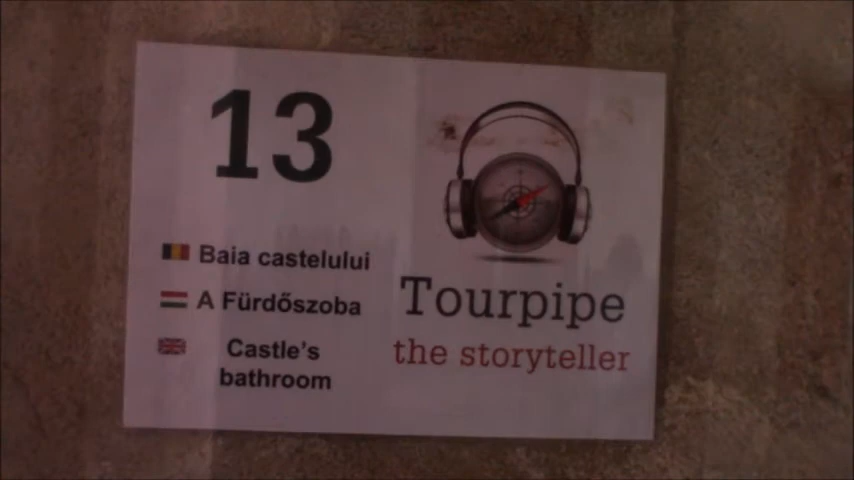 13
Baia castelului
A Fürdőszoba
Castle's
bathroom
Tourpipe
the storyteller